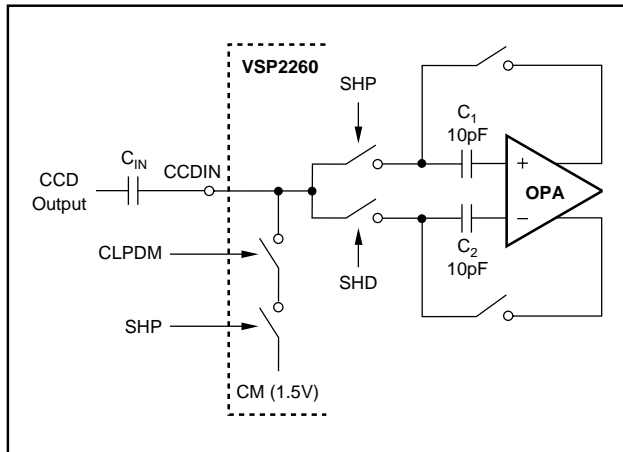 VSP2260
SHP
C1
10pF
CIN
CCDIN
CCD
Output
+
OPA
–
C2
10pF
CLPDM
SHD
SHP
CM (1.5V)